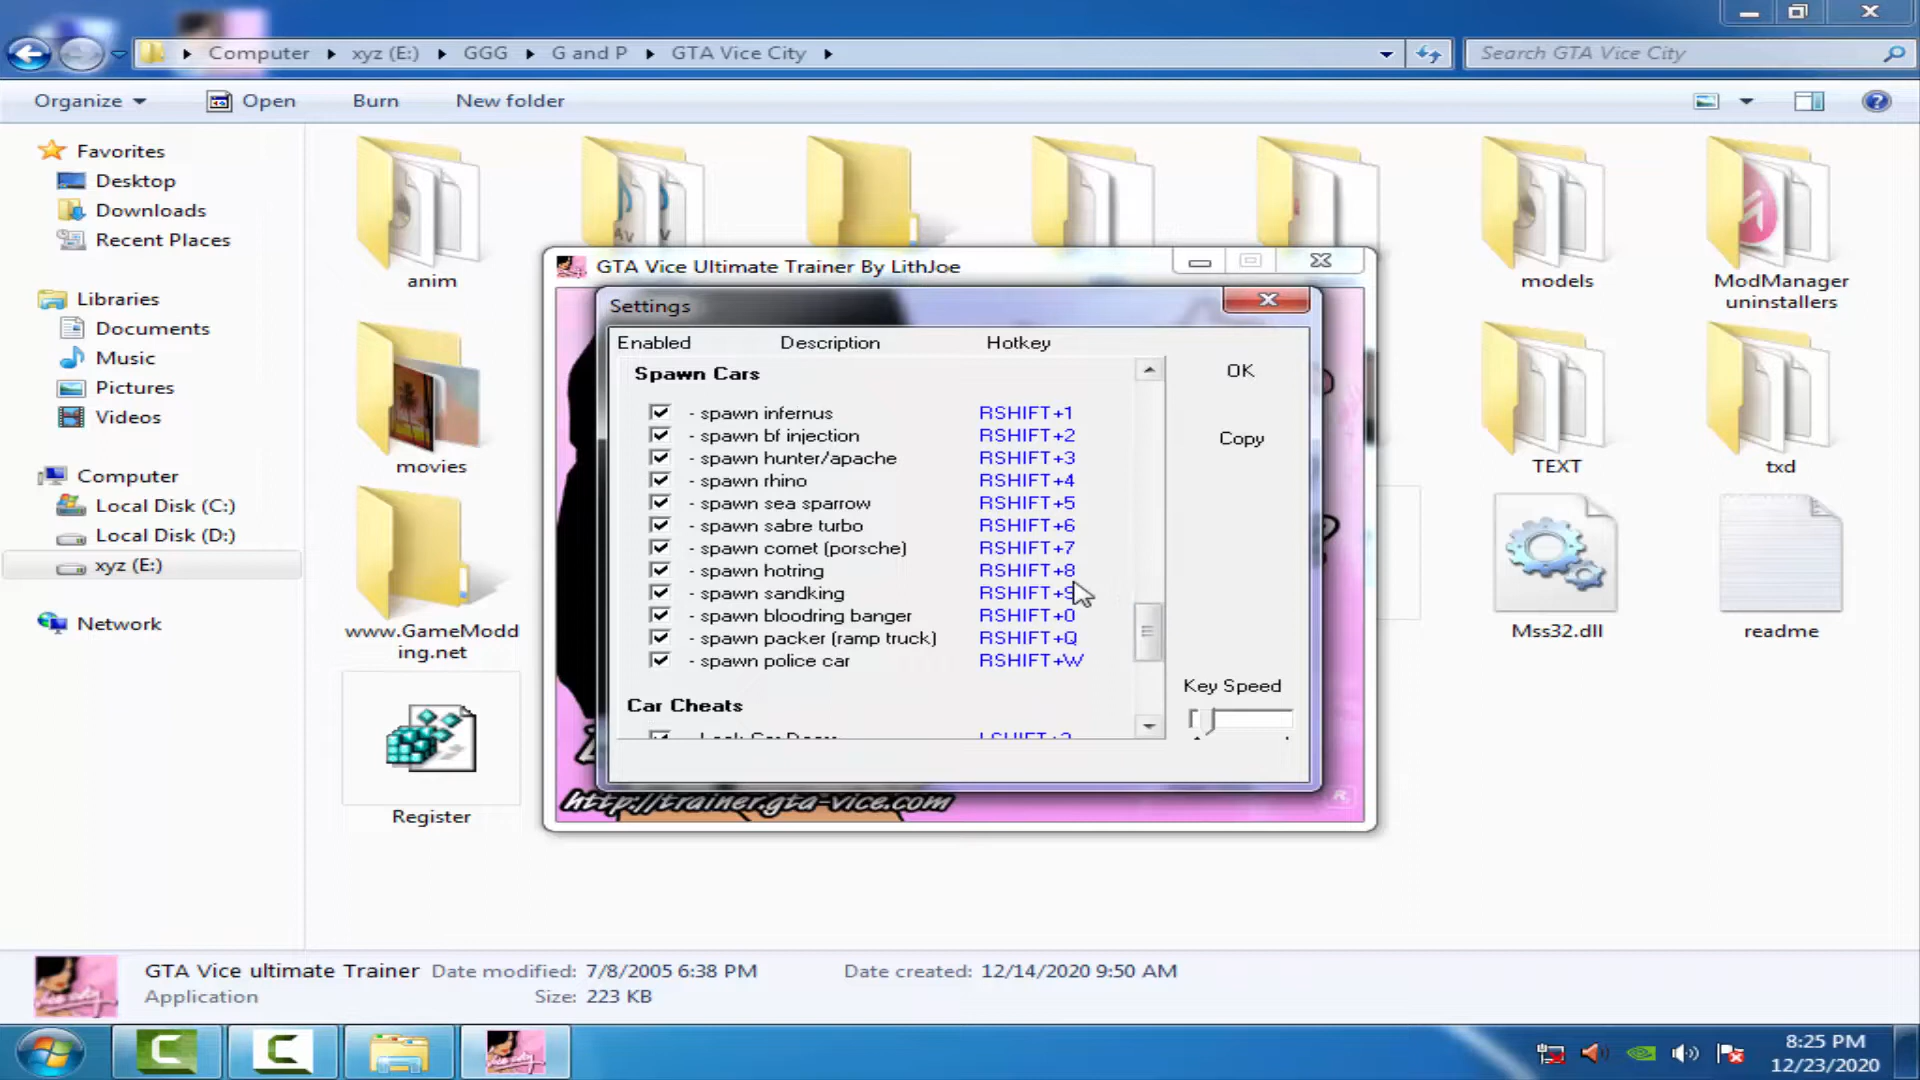 Computer xyz (E:) GGG G and P GTA Vice City
Search GTA Vice City
Organize Open Burn New folder
Favorites
Desktop
Downloads
Recent Places
Libraries
Documents
Music
Pictures
Videos
Computer
Local Disk (C:)
Local Disk (D:)
xyz (E:)
Network
anim
models
ModManager
uninstallers
movies
TEXT
txd
www.GameModd
ing.net
Mss32.dll
readme
Register
GTA Vice Ultimate Trainer By LithJoe
Settings
Enabled Description Hotkey
Spawn Cars
- spawn infernus RSHIFT+1
- spawn bf injection RSHIFT+2
- spawn hunter/apache RSHIFT+3
- spawn rhino RSHIFT+4
- spawn sea sparrow RSHIFT+5
- spawn sabre turbo RSHIFT+6
- spawn comet (porsche) RSHIFT+7
- spawn hotring RSHIFT+8
- spawn sandking RSHIFT+9
- spawn bloodring banger RSHIFT+0
- spawn packer (ramp truck) RSHIFT+Q
- spawn police car RSHIFT+W
Car Cheats
OK
Copy
Key Speed
http://trainer.gta-vice.com
GTA Vice ultimate Trainer Date modified: 7/8/2005 6:38 PM Date created: 12/14/2020 9:50 AM
Application Size: 223 KB
8:25 PM
12/23/2020